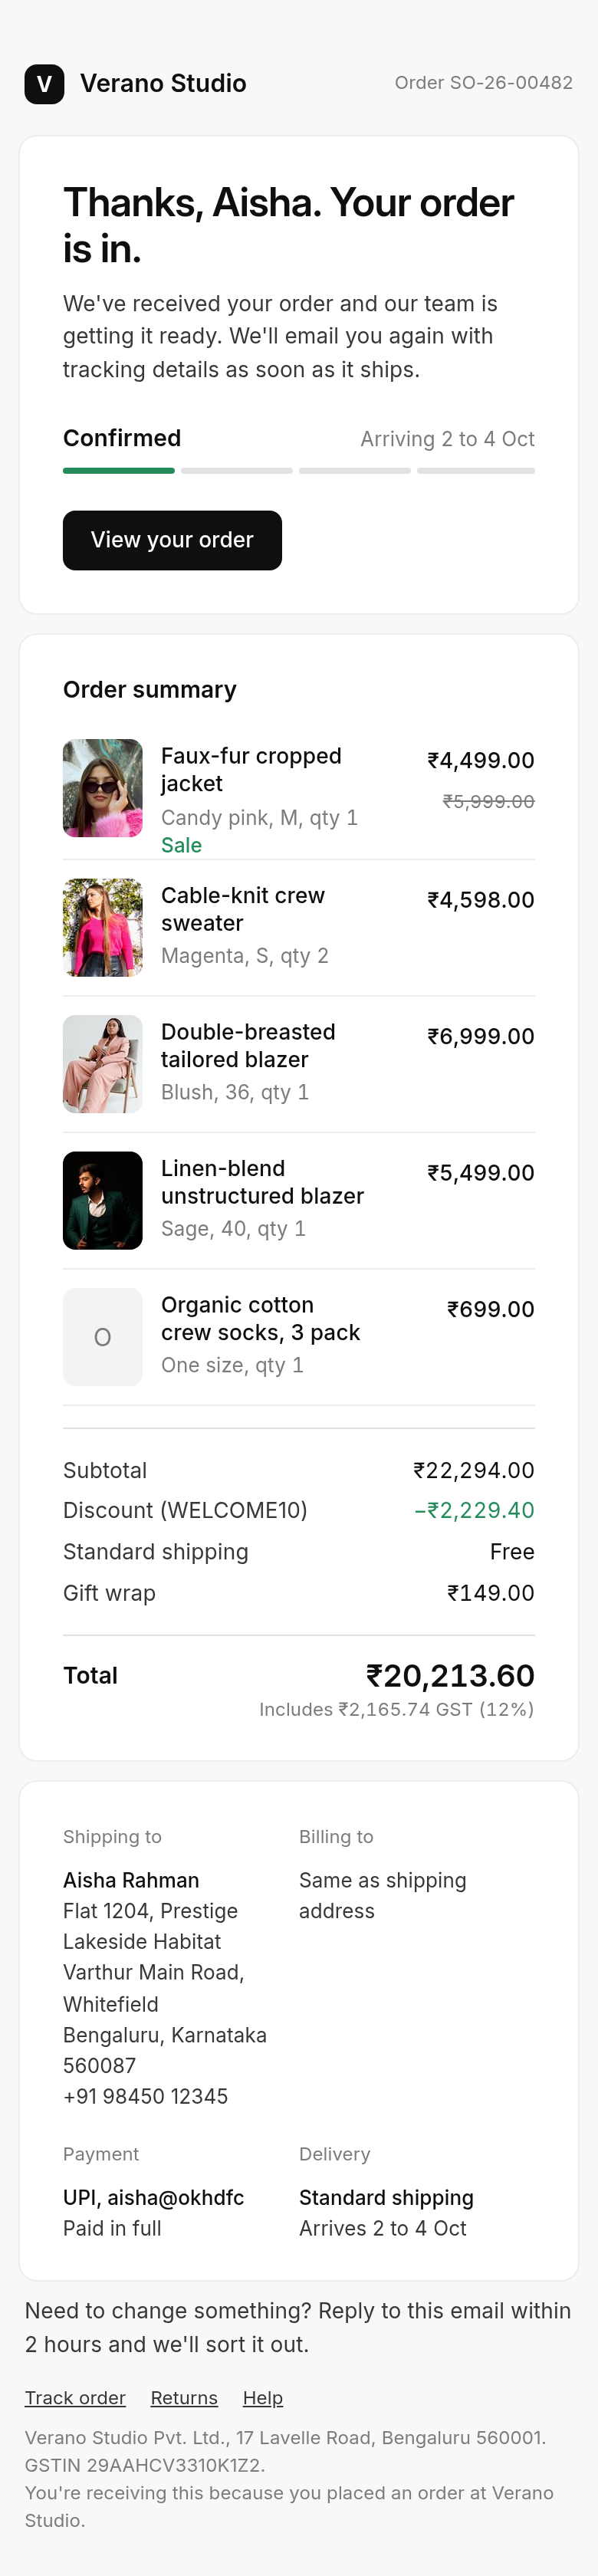 V Verano Studio
Order SO-26-00482
Thanks, Aisha. Your order
is in.
We've received your order and our team is
getting it ready. We'll email you again with
tracking details as soon as it ships.
Confirmed
Arriving 2 to 4 Oct
View your order
Order summary
Faux-fur cropped
jacket
₹4,499.00
₹5,999.00
Candy pink, M, qty 1
Sale
Cable-knit crew
sweater
₹4,598.00
Magenta, S, qty 2
Double-breasted
tailored blazer
₹6,999.00
Blush, 36, qty 1
Linen-blend
unstructured blazer
₹5,499.00
Sage, 40, qty 1
O
Organic cotton
crew socks, 3 pack
₹699.00
One size, qty 1
Subtotal
₹22,294.00
Discount (WELCOME10)
−₹2,229.40
Standard shipping
Free
Gift wrap
₹149.00
Total
₹20,213.60
Includes ₹2,165.74 GST (12%)
Shipping to
Aisha Rahman
Flat 1204, Prestige
Lakeside Habitat
Varthur Main Road,
Whitefield
Bengaluru, Karnataka
560087
+91 98450 12345
Billing to
Same as shipping
address
Payment
UPI, aisha@okhdfc
Paid in full
Delivery
Standard shipping
Arrives 2 to 4 Oct
Need to change something? Reply to this email within
2 hours and we'll sort it out.
Track order Returns Help
Verano Studio Pvt. Ltd., 17 Lavelle Road, Bengaluru 560001.
GSTIN 29AAHCV3310K1Z2.
You're receiving this because you placed an order at Verano
Studio.